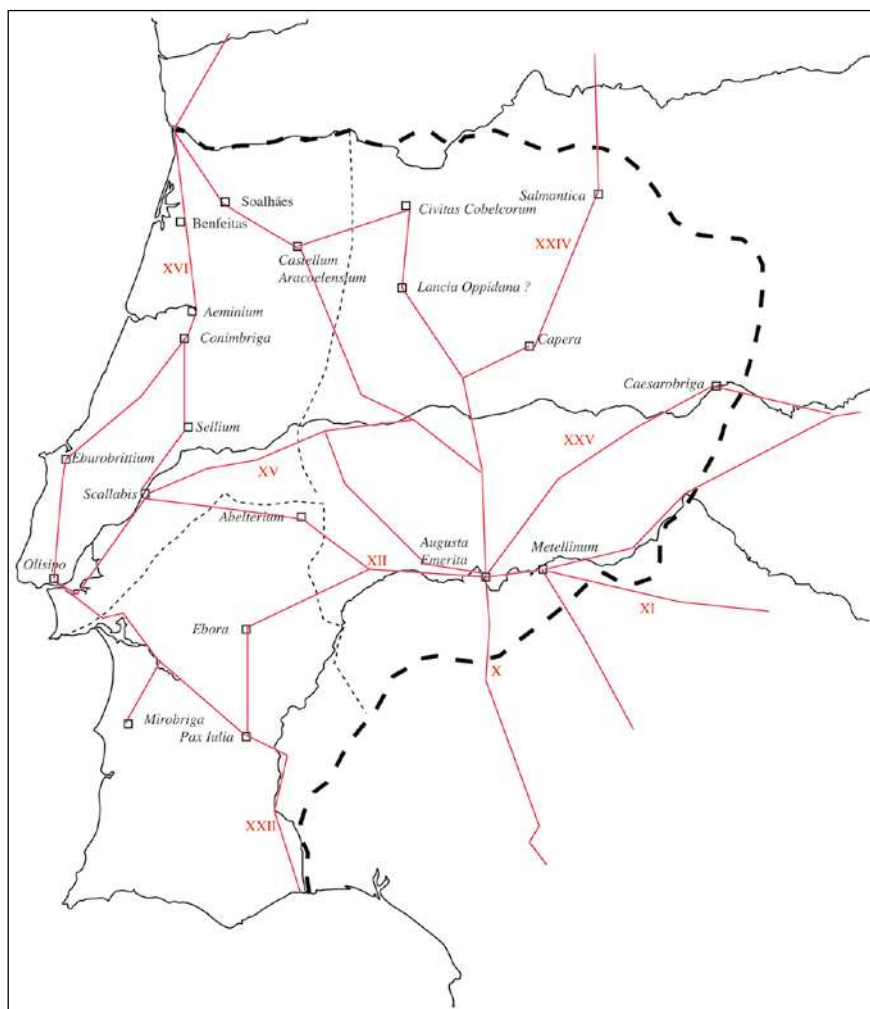 Soalhães
Civitas Cobelcorum
Salmantica
Benfeitas
Castellum
Aracoelensium
XXIV
XVI
Lancia Oppidana ?
Aeminium
Conimbriga
Capera
Caesarobriga
Sellium
Eburobrittium
XXV
XV
Scallabis
Abelterium
Augusta
Emerita
Metellinum
Olisipo
XII
XI
Ebora
X
Mirobriga
Pax Iulia
XXII